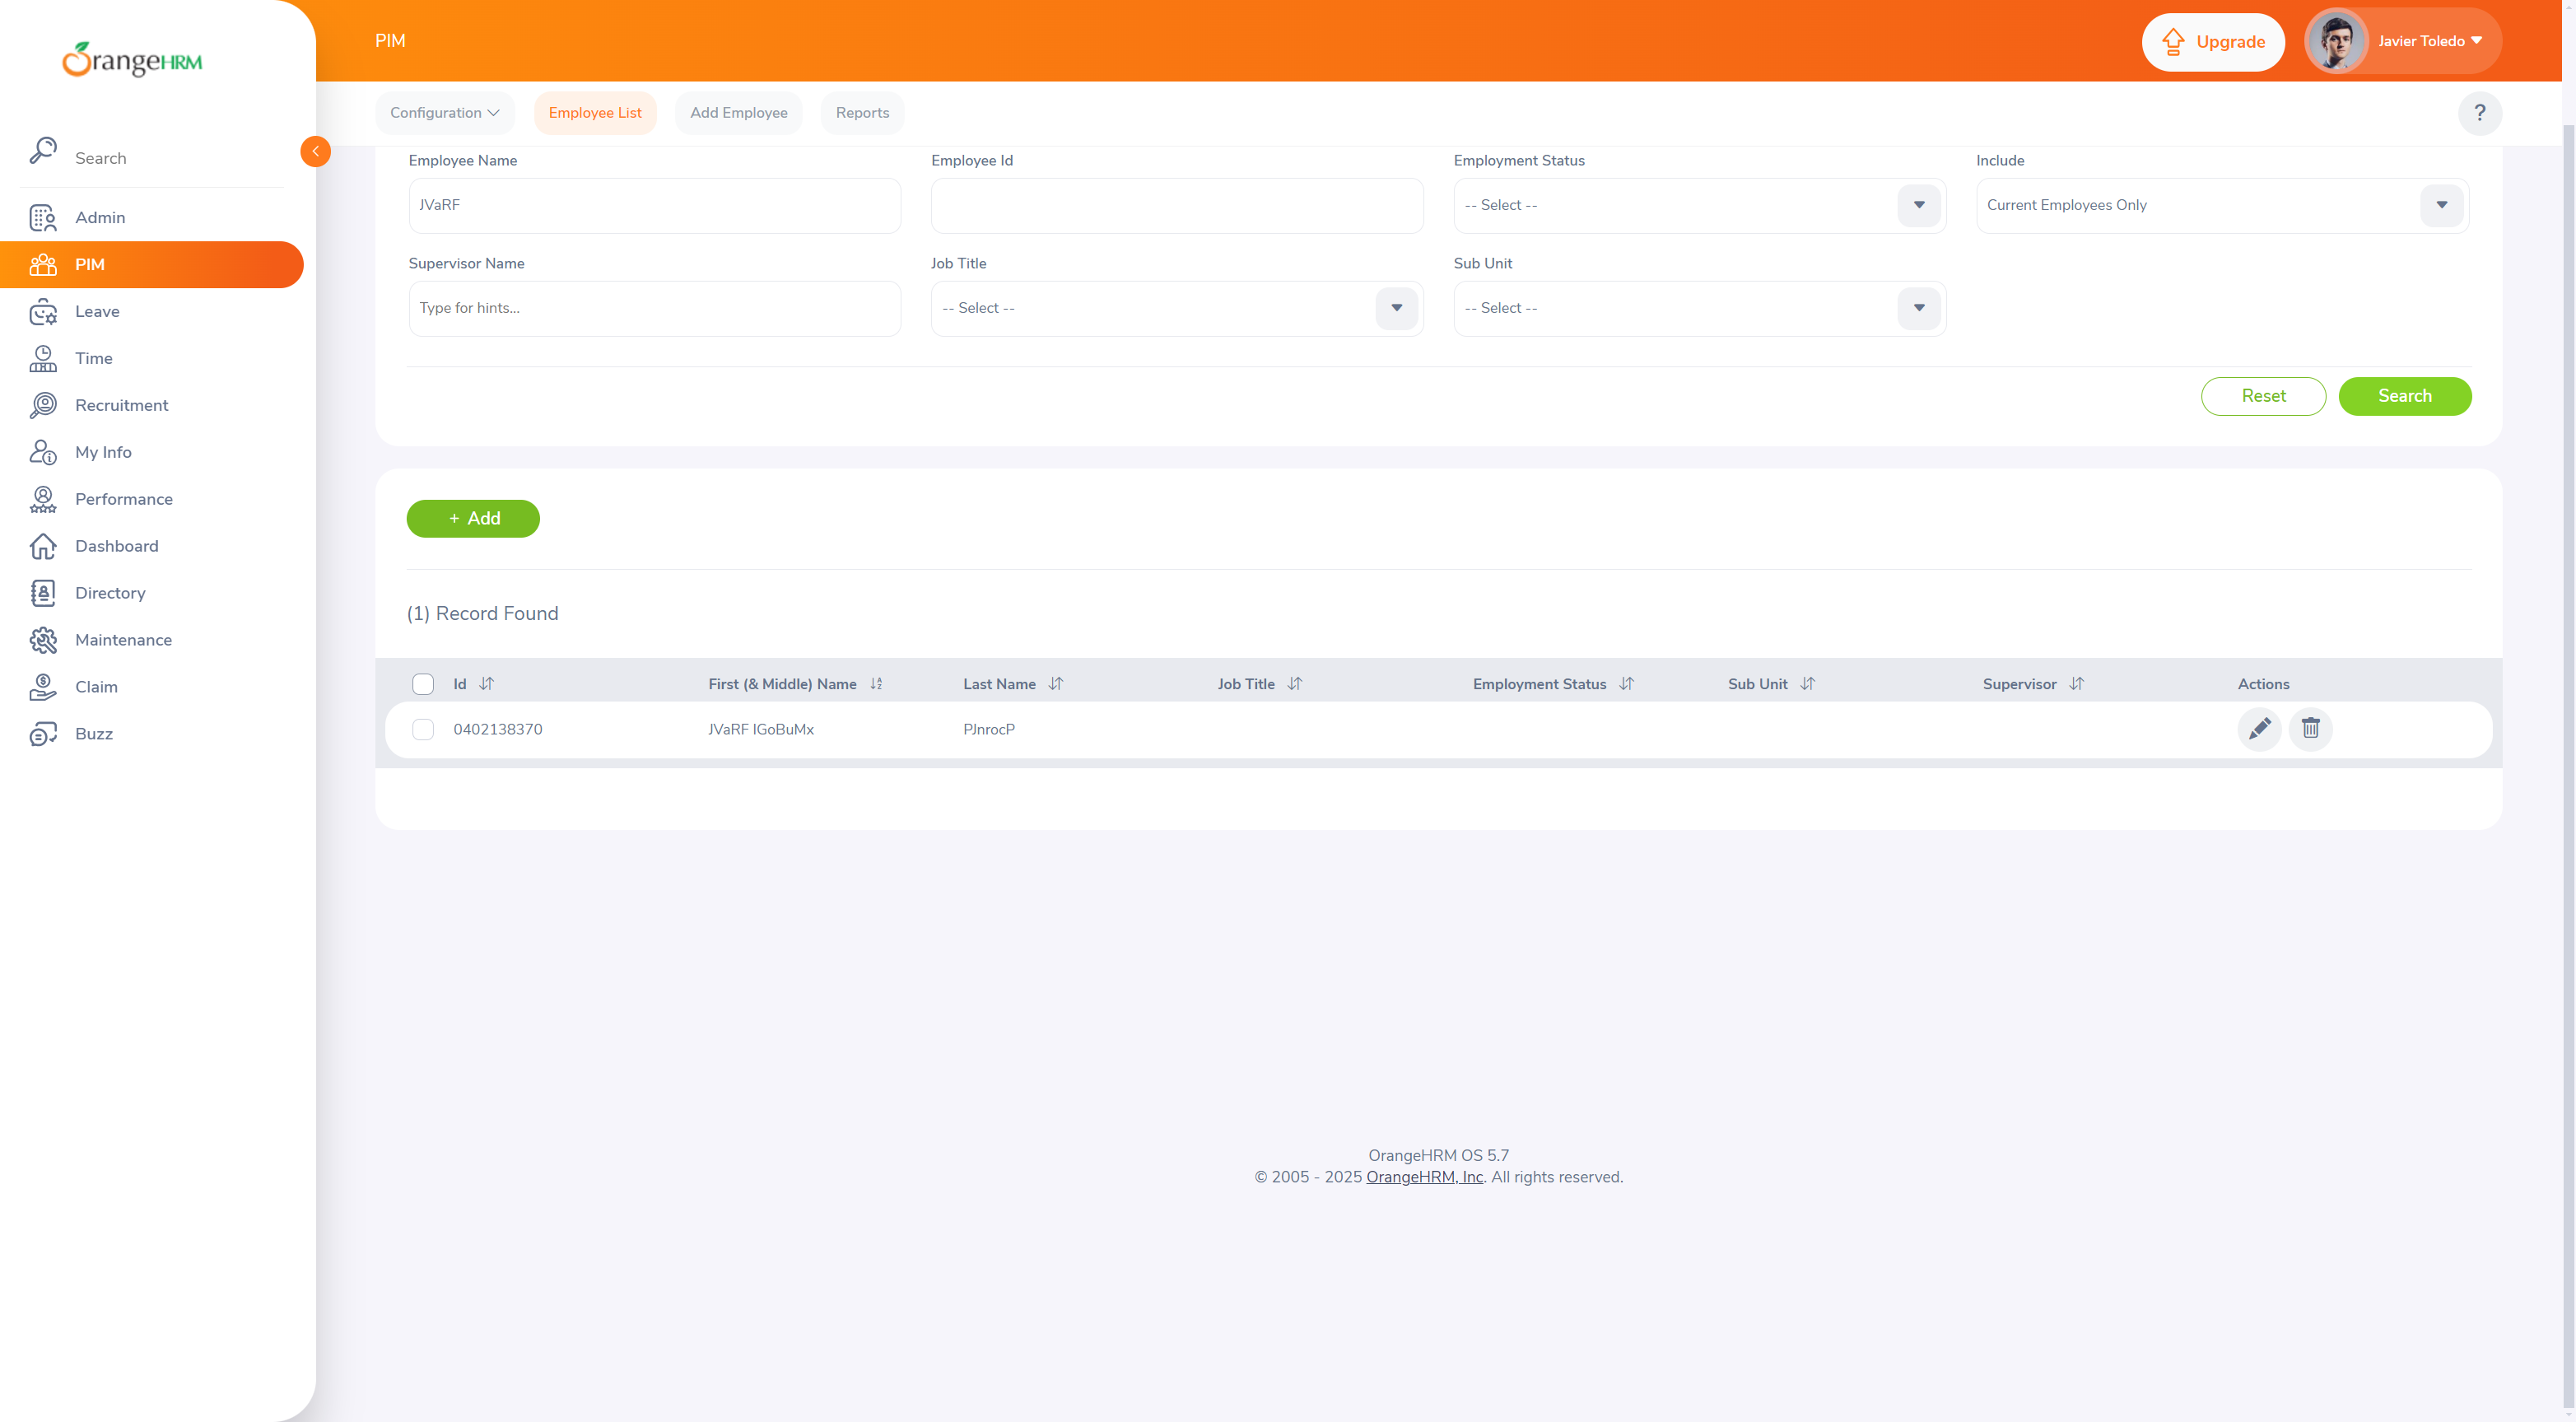 OrangeHRM
PIM
Upgrade
Javier Toledo
Search
Configuration
Employee List
Add Employee
Reports
?
Admin
PIM
Leave
Time
Recruitment
My Info
Performance
Dashboard
Directory
Maintenance
Claim
Buzz
Employee Name
Employee Id
Employment Status
Include
JVaRF
-- Select --
Current Employees Only
Supervisor Name
Job Title
Sub Unit
Type for hints...
-- Select --
-- Select --
Reset
Search
+ Add
(1) Record Found
Id
First (& Middle) Name
Last Name
Job Title
Employment Status
Sub Unit
Supervisor
Actions
0402138370
JVaRF IGoBuMx
PJnrocP
OrangeHRM OS 5.7
© 2005 - 2025 OrangeHRM, Inc. All rights reserved.